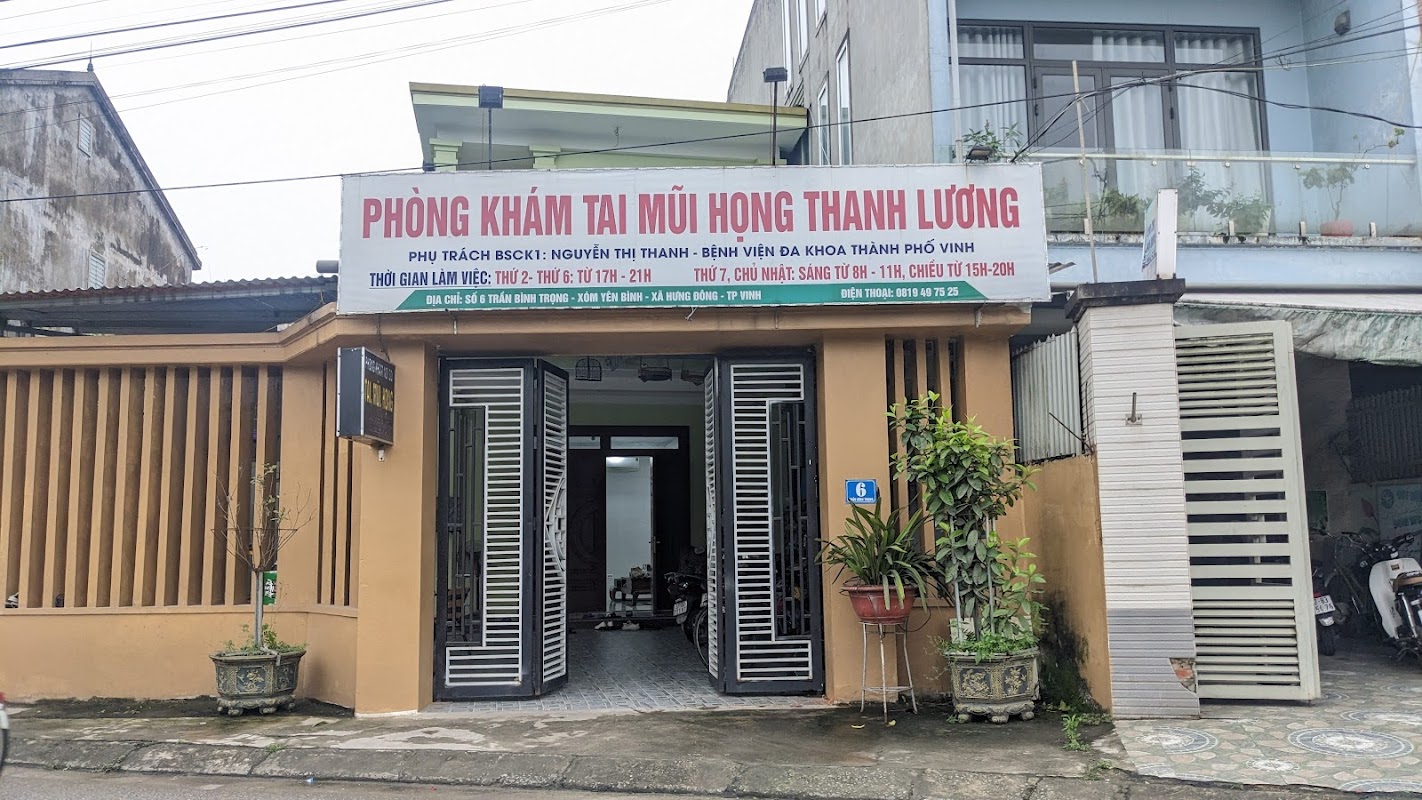 PHÒNG KHÁM TAI MŨI HỌNG THANH LƯƠNG
PHỤ TRÁCH BSCK1: NGUYỄN THỊ THANH - BỆNH VIỆN ĐA KHOA THÀNH PHỐ VINH
THỜI GIAN LÀM VIỆC: THỨ 2- THỨ 6: TỪ 17H - 21H THỨ 7, CHỦ NHẬT: SÁNG TỪ 8H - 11H, CHIỀU TỪ 15H-20H
ĐỊA CHỈ: SỐ 6 TRẦN BÌNH TRỌNG - XÓM YÊN BÌNH - XÃ HƯNG ĐÔNG - TP VINH ĐIỆN THOẠI: 0819 49 75 25
TAI MŨI HỌNG
6